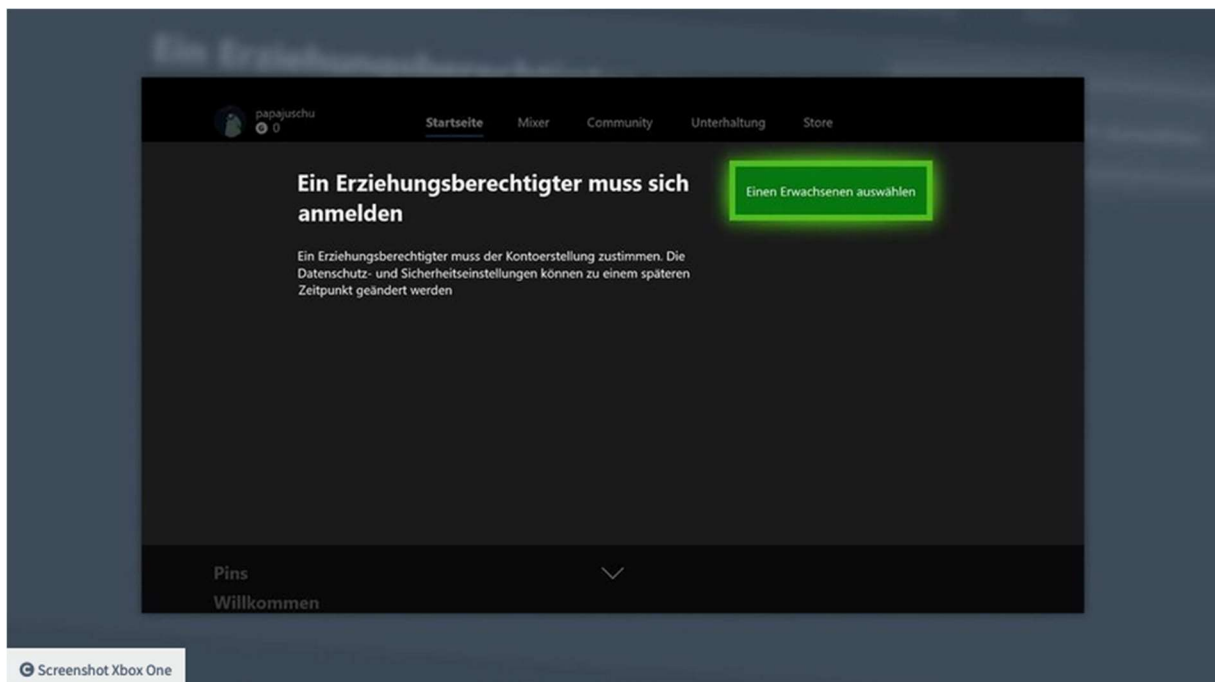 papajuschu
G 0
Startseite Mixer Community Unterhaltung Store
Ein Erziehungsberechtigter muss sich
anmelden
Einen Erwachsenen auswählen
Ein Erziehungsberechtigter muss der Kontoerstellung zustimmen. Die
Datenschutz- und Sicherheitseinstellungen können zu einem späteren
Zeitpunkt geändert werden
Pins
Willkommen
Screenshot Xbox One